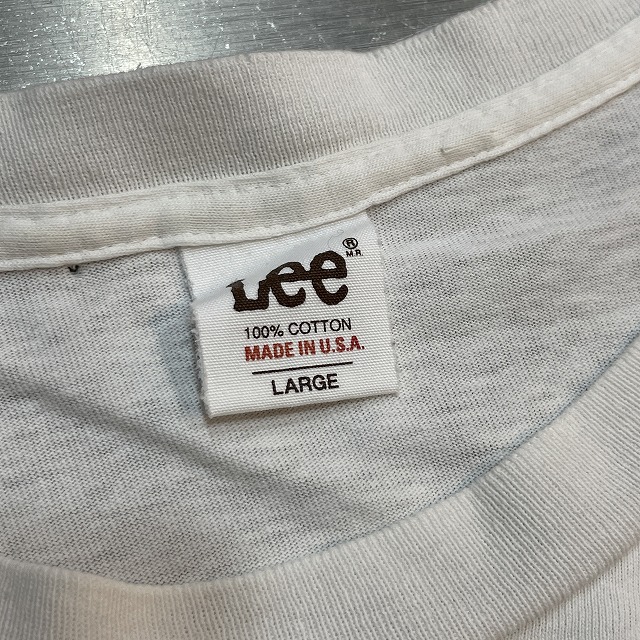 Lee®
M.R.
100% COTTON
MADE IN U.S.A.
LARGE